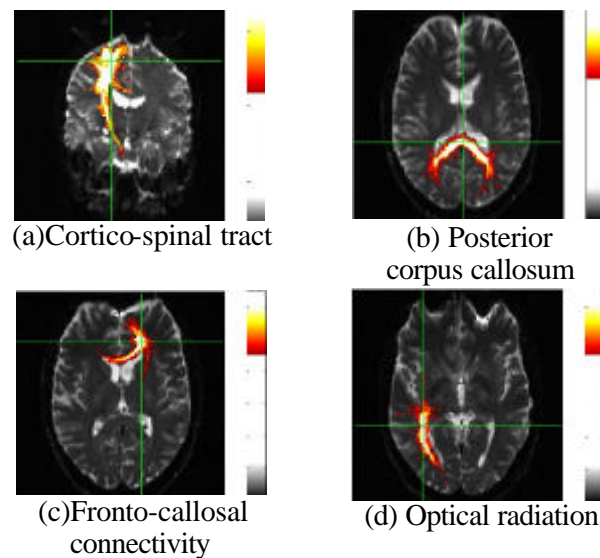 (a)Cortico-spinal tract
(b) Posterior
corpus callosum
(c)Fronto-callosal
connectivity
(d) Optical radiation